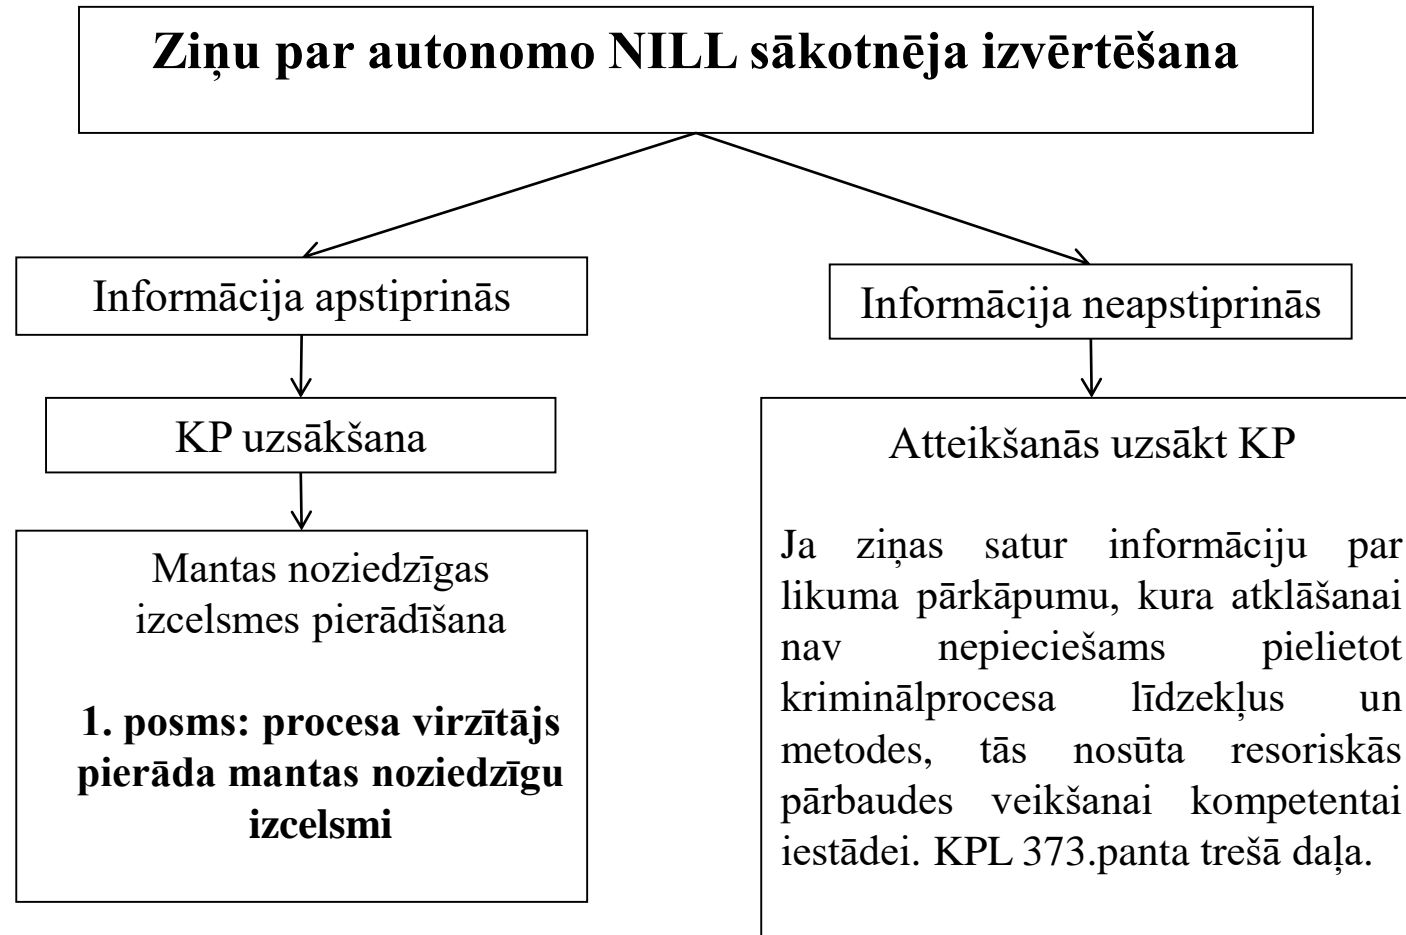 Ziņu par autonomo NILL sākotnēja izvērtēšana
Informācija apstiprinās
Informācija neapstiprinās
KP uzsākšana
Mantas noziedzīgas
izcelsmes pierādīšana
1. posms: procesa virzītājs
pierāda mantas noziedzīgu
izcelsmi
Atteikšanās uzsākt KP
Ja ziņas satur informāciju par
likuma pārkāpumu, kura atklāšanai
nav nepieciešams pielietot
kriminālprocesa līdzekļus un
metodes, tās nosūta resoriskās
pārbaudes veikšanai kompetentai
iestādei. KPL 373.panta trešā daļa.